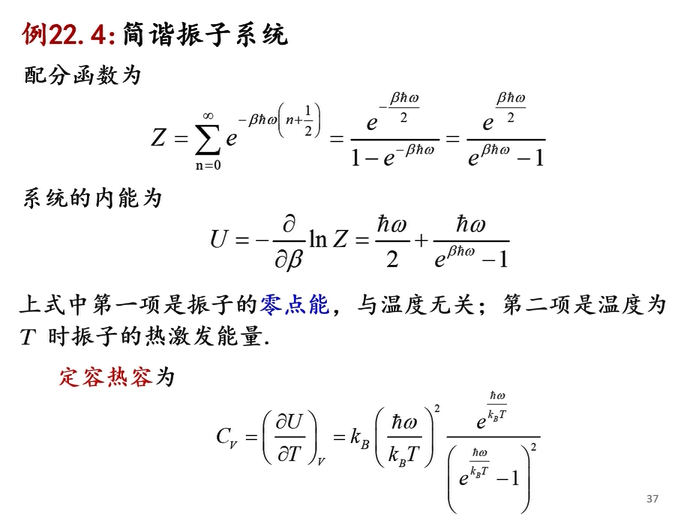 例22.4:简谐振子系统
配分函数为
Z = \sum_{n=0}^{\infty} e^{-\beta\hbar\omega\left(n+\frac{1}{2}\right)} = \frac{e^{-\frac{\beta\hbar\omega}{2}}}{1-e^{-\beta\hbar\omega}} = \frac{e^{\frac{\beta\hbar\omega}{2}}}{e^{\beta\hbar\omega}-1}
系统的内能为
U = -\frac{\partial}{\partial\beta}\ln Z = \frac{\hbar\omega}{2} + \frac{\hbar\omega}{e^{\beta\hbar\omega}-1}
上式中第一项是振子的零点能，与温度无关；第二项是温度为
T 时振子的热激发能量.
定容热容为
C_V = \left(\frac{\partial U}{\partial T}\right)_V = k_B\left(\frac{\hbar\omega}{k_B T}\right)^2 \frac{e^{\frac{\hbar\omega}{k_B T}}}{\left(e^{\frac{\hbar\omega}{k_B T}}-1\right)^2}
37